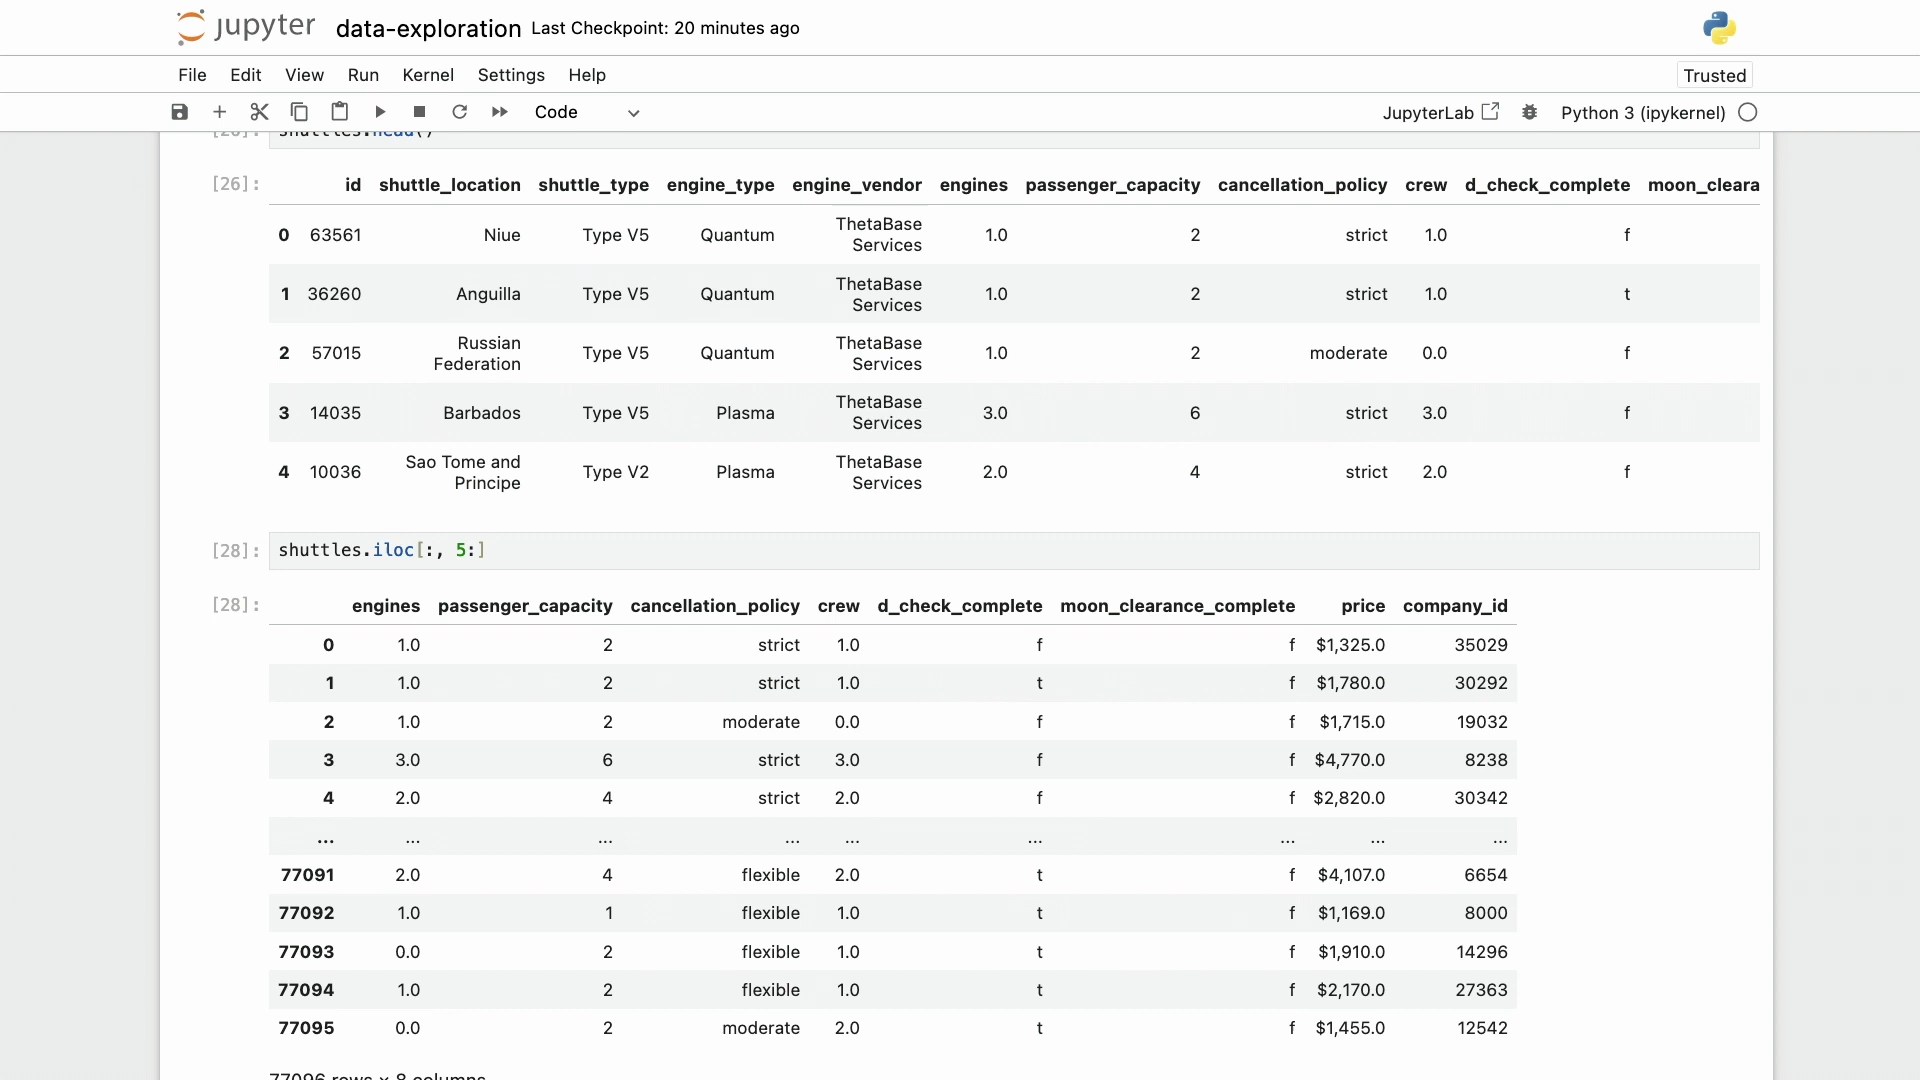 jupyter data-exploration Last Checkpoint: 20 minutes ago
File Edit View Run Kernel Settings Help Trusted
Code JupyterLab Python 3 (ipykernel)
[26]: shuttles.head()
[26]: id shuttle_location shuttle_type engine_type engine_vendor engines passenger_capacity cancellation_policy crew d_check_complete moon_cleara
0 63561 Niue Type V5 Quantum ThetaBase Services 1.0 2 strict 1.0 f
1 36260 Anguilla Type V5 Quantum ThetaBase Services 1.0 2 strict 1.0 t
2 57015 Russian Federation Type V5 Quantum ThetaBase Services 1.0 2 moderate 0.0 f
3 14035 Barbados Type V5 Plasma ThetaBase Services 3.0 6 strict 3.0 f
4 10036 Sao Tome and Principe Type V2 Plasma ThetaBase Services 2.0 4 strict 2.0 f
[28]: shuttles.iloc[:, 5:]
[28]: engines passenger_capacity cancellation_policy crew d_check_complete moon_clearance_complete price company_id
0 1.0 2 strict 1.0 f f $1,325.0 35029
1 1.0 2 strict 1.0 t f $1,780.0 30292
2 1.0 2 moderate 0.0 f f $1,715.0 19032
3 3.0 6 strict 3.0 f f $4,770.0 8238
4 2.0 4 strict 2.0 f f $2,820.0 30342
... ... ... ... ... ... ... ... ...
77091 2.0 4 flexible 2.0 t f $4,107.0 6654
77092 1.0 1 flexible 1.0 t f $1,169.0 8000
77093 0.0 2 flexible 1.0 t f $1,910.0 14296
77094 1.0 2 flexible 1.0 t f $2,170.0 27363
77095 0.0 2 moderate 2.0 t f $1,455.0 12542
77096 rows × 8 columns